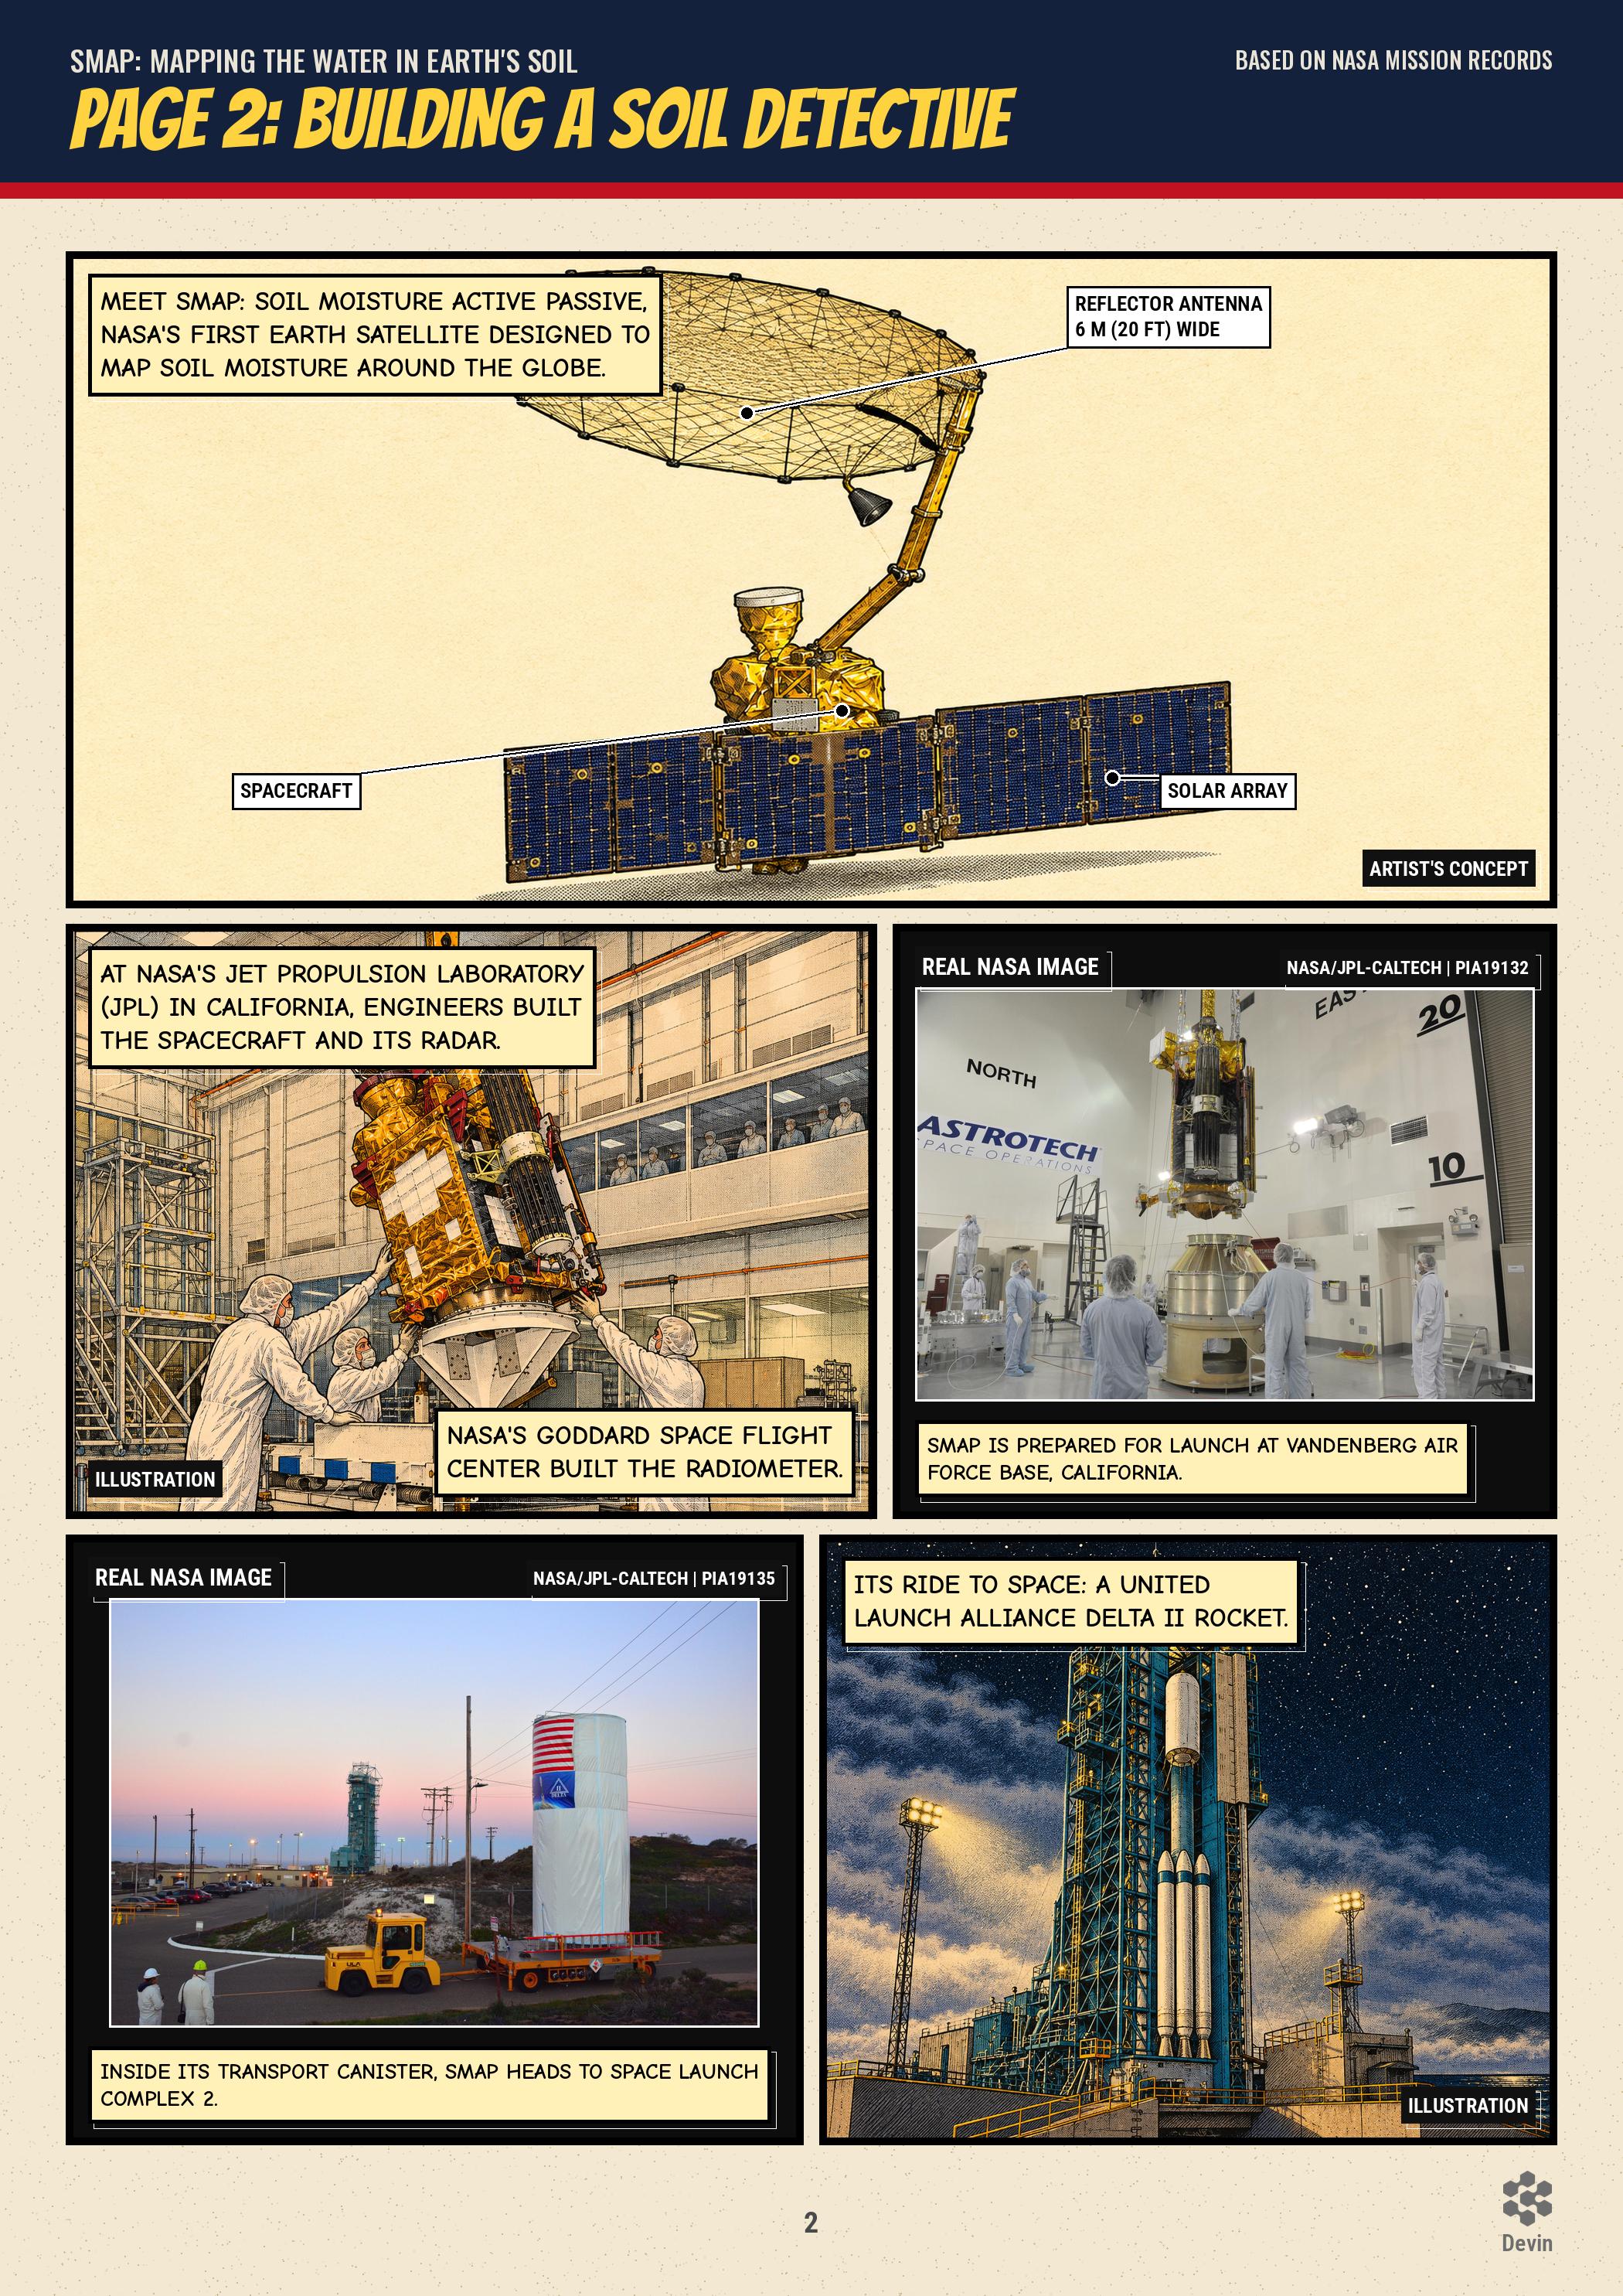 SMAP: MAPPING THE WATER IN EARTH'S SOIL
BASED ON NASA MISSION RECORDS
PAGE 2: BUILDING A SOIL DETECTIVE
MEET SMAP: SOIL MOISTURE ACTIVE PASSIVE,
NASA'S FIRST EARTH SATELLITE DESIGNED TO
MAP SOIL MOISTURE AROUND THE GLOBE.
REFLECTOR ANTENNA
6 M (20 FT) WIDE
SPACECRAFT
SOLAR ARRAY
ARTIST'S CONCEPT
AT NASA'S JET PROPULSION LABORATORY
(JPL) IN CALIFORNIA, ENGINEERS BUILT
THE SPACECRAFT AND ITS RADAR.
NASA'S GODDARD SPACE FLIGHT
CENTER BUILT THE RADIOMETER.
ILLUSTRATION
REAL NASA IMAGE
NASA/JPL-CALTECH | PIA19132
EAST
20
NORTH
ASTROTECH
SPACE OPERATIONS
10
SMAP IS PREPARED FOR LAUNCH AT VANDENBERG AIR
FORCE BASE, CALIFORNIA.
REAL NASA IMAGE
NASA/JPL-CALTECH | PIA19135
DELTA
ULA
INSIDE ITS TRANSPORT CANISTER, SMAP HEADS TO SPACE LAUNCH
COMPLEX 2.
ITS RIDE TO SPACE: A UNITED
LAUNCH ALLIANCE DELTA II ROCKET.
ILLUSTRATION
2
Devin